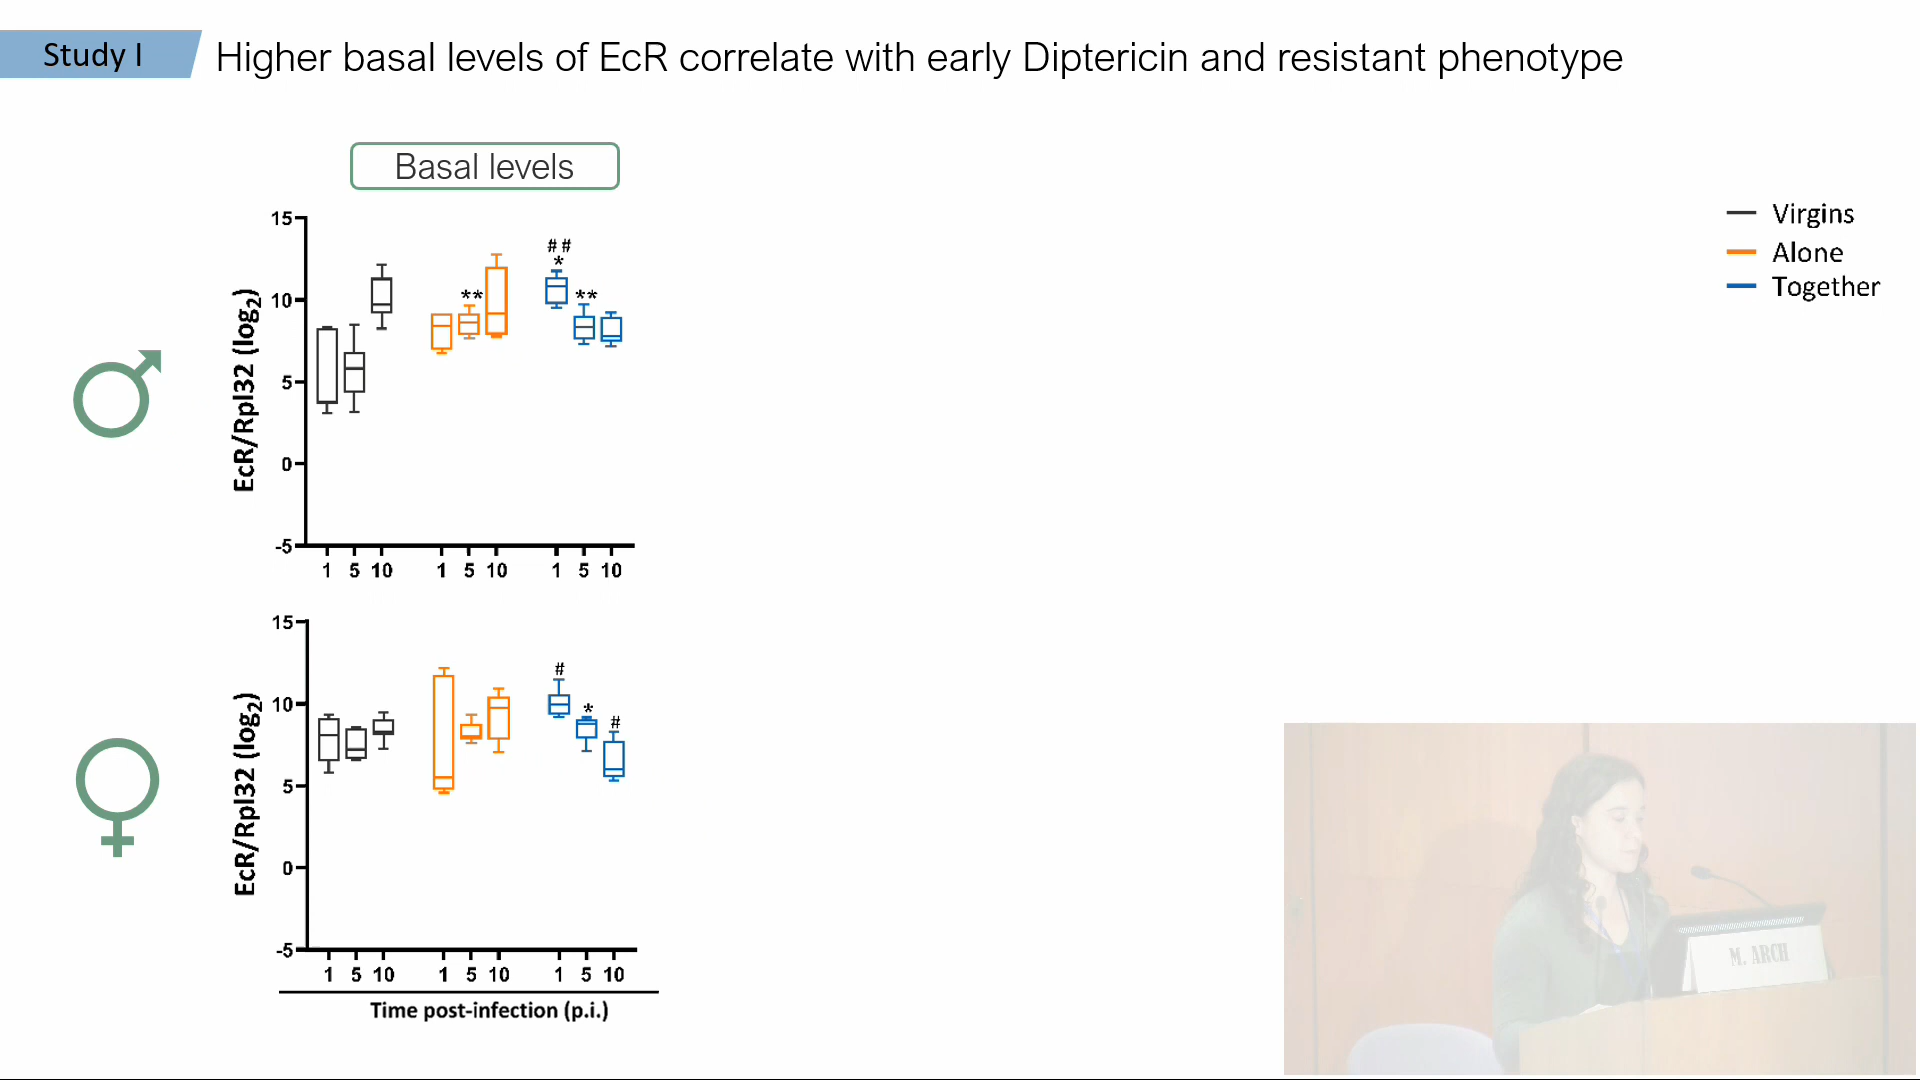 Study I
Higher basal levels of EcR correlate with early Diptericin and resistant phenotype
Basal levels
Virgins
Alone
Together
EcR/Rpl32 (log2)
15
10
5
0
-5
##
*
**
**
1 5 10 1 5 10 1 5 10
EcR/Rpl32 (log2)
15
10
5
0
-5
#
*
#
1 5 10 1 5 10 1 5 10
Time post-infection (p.i.)
M. ARCH